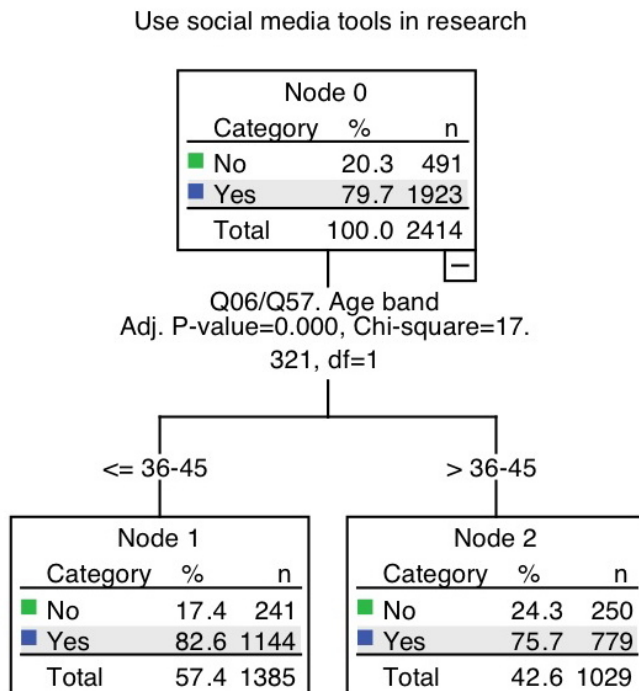 Use social media tools in research
Node 0
Category % n
No 20.3 491
Yes 79.7 1923
Total 100.0 2414
Q06/Q57. Age band
Adj. P-value=0.000, Chi-square=17.
321, df=1
<= 36-45
> 36-45
Node 1
Category % n
No 17.4 241
Yes 82.6 1144
Total 57.4 1385
Node 2
Category % n
No 24.3 250
Yes 75.7 779
Total 42.6 1029